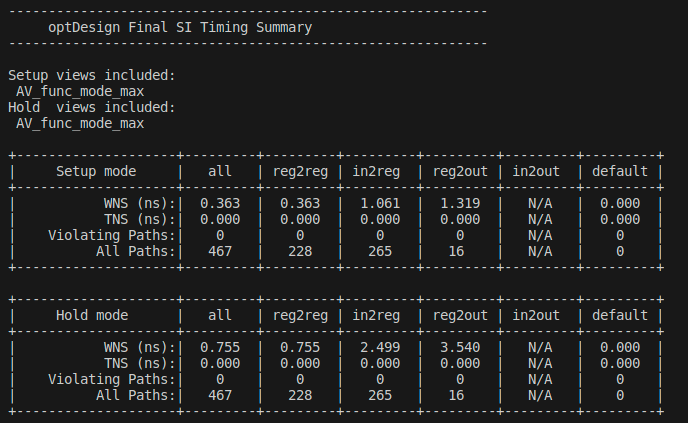 ------------------------------------------------------------
     optDesign Final SI Timing Summary
------------------------------------------------------------

Setup views included:
 AV_func_mode_max
Hold  views included:
 AV_func_mode_max

+--------------------+---------+---------+---------+---------+---------+---------+
|     Setup mode     |   all   | reg2reg | in2reg  | reg2out | in2out  | default |
+--------------------+---------+---------+---------+---------+---------+---------+
|           WNS (ns):|  0.363  |  0.363  |  1.061  |  1.319  |   N/A   |  0.000  |
|           TNS (ns):|  0.000  |  0.000  |  0.000  |  0.000  |   N/A   |  0.000  |
|    Violating Paths:|    0    |    0    |    0    |    0    |   N/A   |    0    |
|          All Paths:|   467   |   228   |   265   |   16    |   N/A   |    0    |
+--------------------+---------+---------+---------+---------+---------+---------+

+--------------------+---------+---------+---------+---------+---------+---------+
|     Hold mode      |   all   | reg2reg | in2reg  | reg2out | in2out  | default |
+--------------------+---------+---------+---------+---------+---------+---------+
|           WNS (ns):|  0.755  |  0.755  |  2.499  |  3.540  |   N/A   |  0.000  |
|           TNS (ns):|  0.000  |  0.000  |  0.000  |  0.000  |   N/A   |  0.000  |
|    Violating Paths:|    0    |    0    |    0    |    0    |   N/A   |    0    |
|          All Paths:|   467   |   228   |   265   |   16    |   N/A   |    0    |
+--------------------+---------+---------+---------+---------+---------+---------+